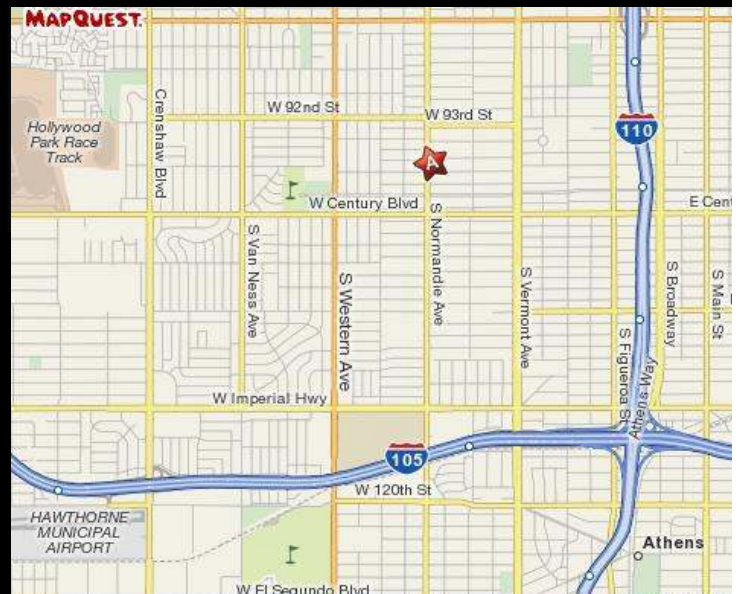 MAPQUEST.
W 92nd St
W 93rd St
110
Hollywood
Park Race
Track
Crenshaw Blvd
A
W Century Blvd
E Cent
S Van Ness Ave
S Western Ave
S Normandie Ave
S Vermont Ave
S Figueroa St
Athens Way
S Broadway
S Main St
W Imperial Hwy
105
W 120th St
HAWTHORNE
MUNICIPAL
AIRPORT
Athens
W El Segundo Blvd